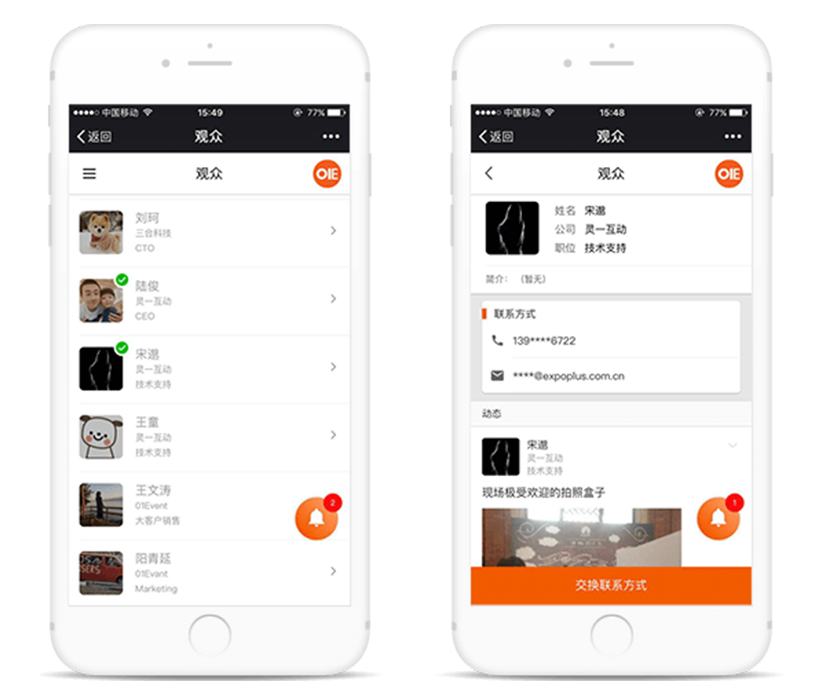 中国移动 15:49 77%
返回 观众
观众 O1E
刘珂
三合科技
CTO
陆俊
灵一互动
CEO
宋遢
灵一互动
技术支持
王童
灵一互动
技术支持
王文涛
01Event
大客户销售
2
阳青延
01Evant
Marketing
中国移动 15:48 77%
返回 观众
观众 O1E
姓名 宋遢
公司 灵一互动
职位 技术支持
简介： （暂无）
联系方式
139****6722
****@expoplus.com.cn
动态
宋遢
灵一互动
技术支持
现场极受欢迎的拍照盒子
1
交换联系方式